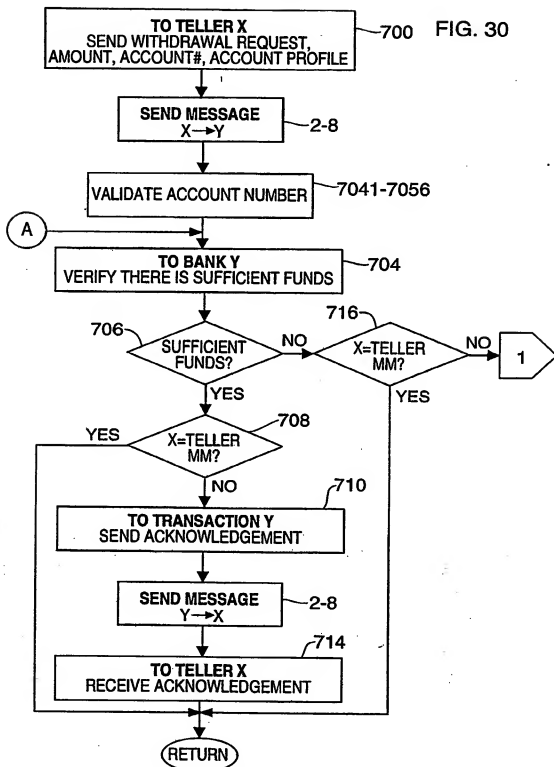 FIG. 30
TO TELLER X
SEND WITHDRAWAL REQUEST,
AMOUNT, ACCOUNT#, ACCOUNT PROFILE
700
SEND MESSAGE
X→Y
2-8
VALIDATE ACCOUNT NUMBER
7041-7056
A
TO BANK Y
VERIFY THERE IS SUFFICIENT FUNDS
704
706
SUFFICIENT
FUNDS?
NO
716
X=TELLER
MM?
NO
1
YES
YES
708
YES
X=TELLER
MM?
NO
710
TO TRANSACTION Y
SEND ACKNOWLEDGEMENT
SEND MESSAGE
Y→X
2-8
714
TO TELLER X
RECEIVE ACKNOWLEDGEMENT
RETURN